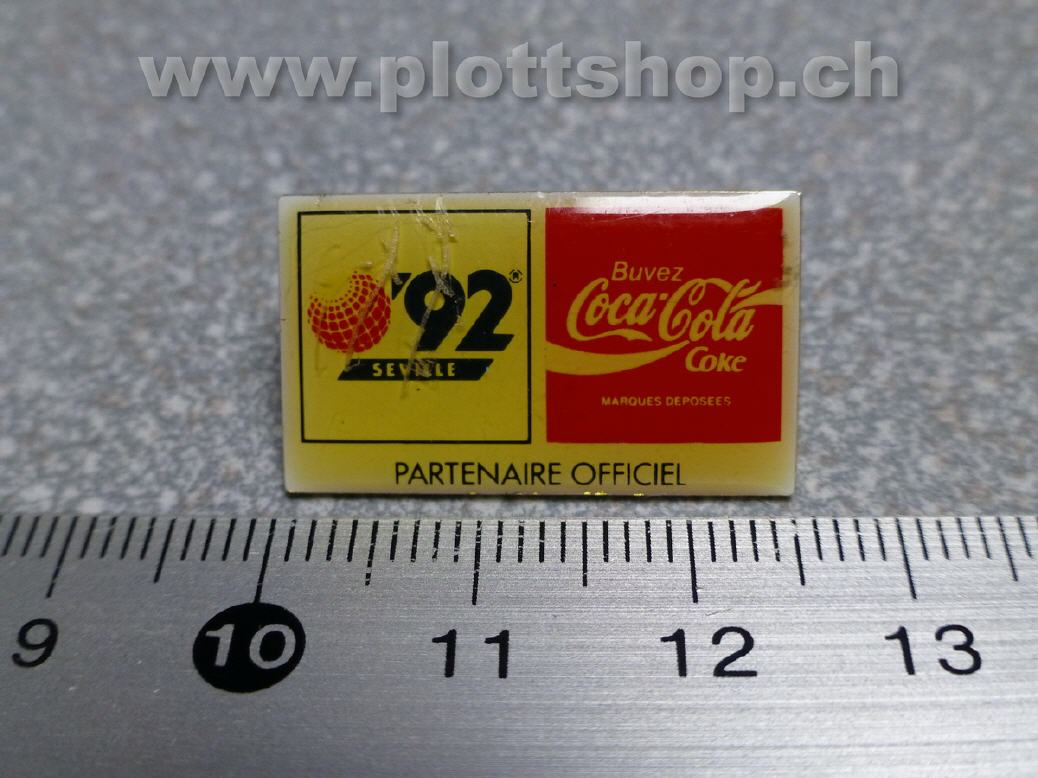 www.plottshop.ch
'92
SEVILLE
Buvez
Coca-Cola
Coke
MARQUES DEPOSEES
PARTENAIRE OFFICIEL
9 10 11 12 13